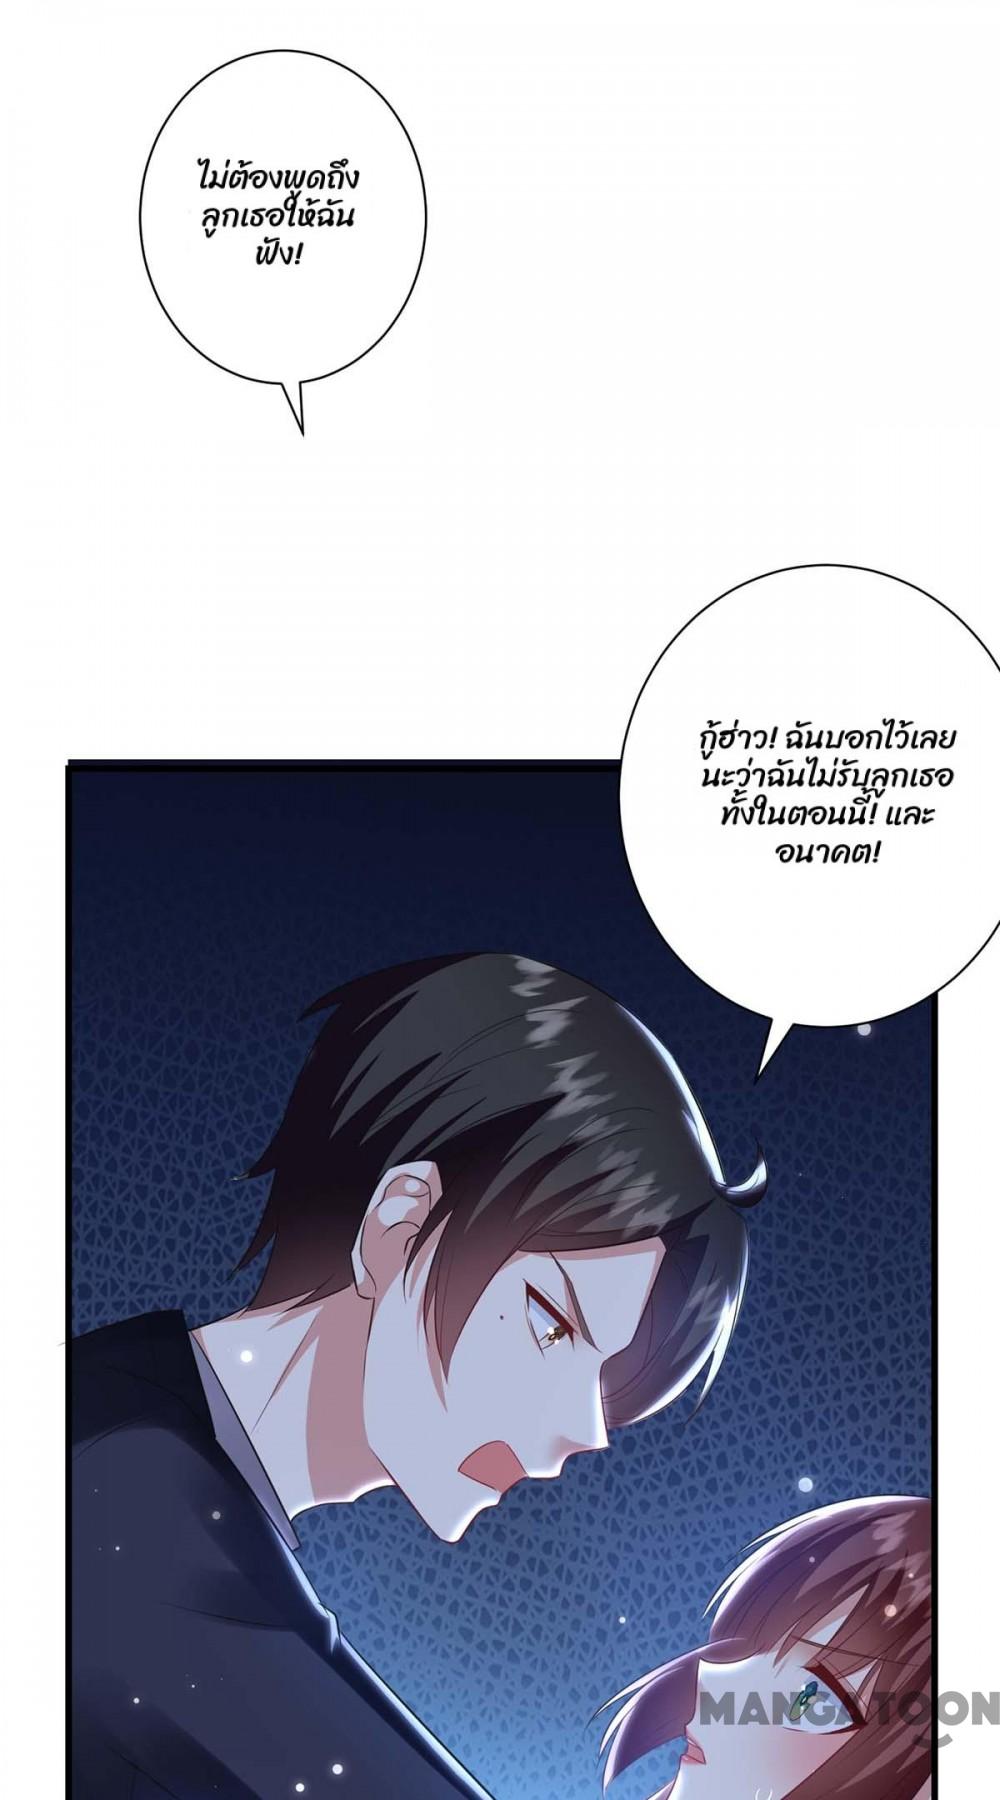 ไม่ต้องพูดถึง
ลูกเธอให้ฉัน
ฟัง!
กู้ฮ่าว! ฉันบอกไว้เลย
นะว่าฉันไม่รับลูกเธอ
ทั้งในตอนนี้! และ
อนาคต!
MANGATOON